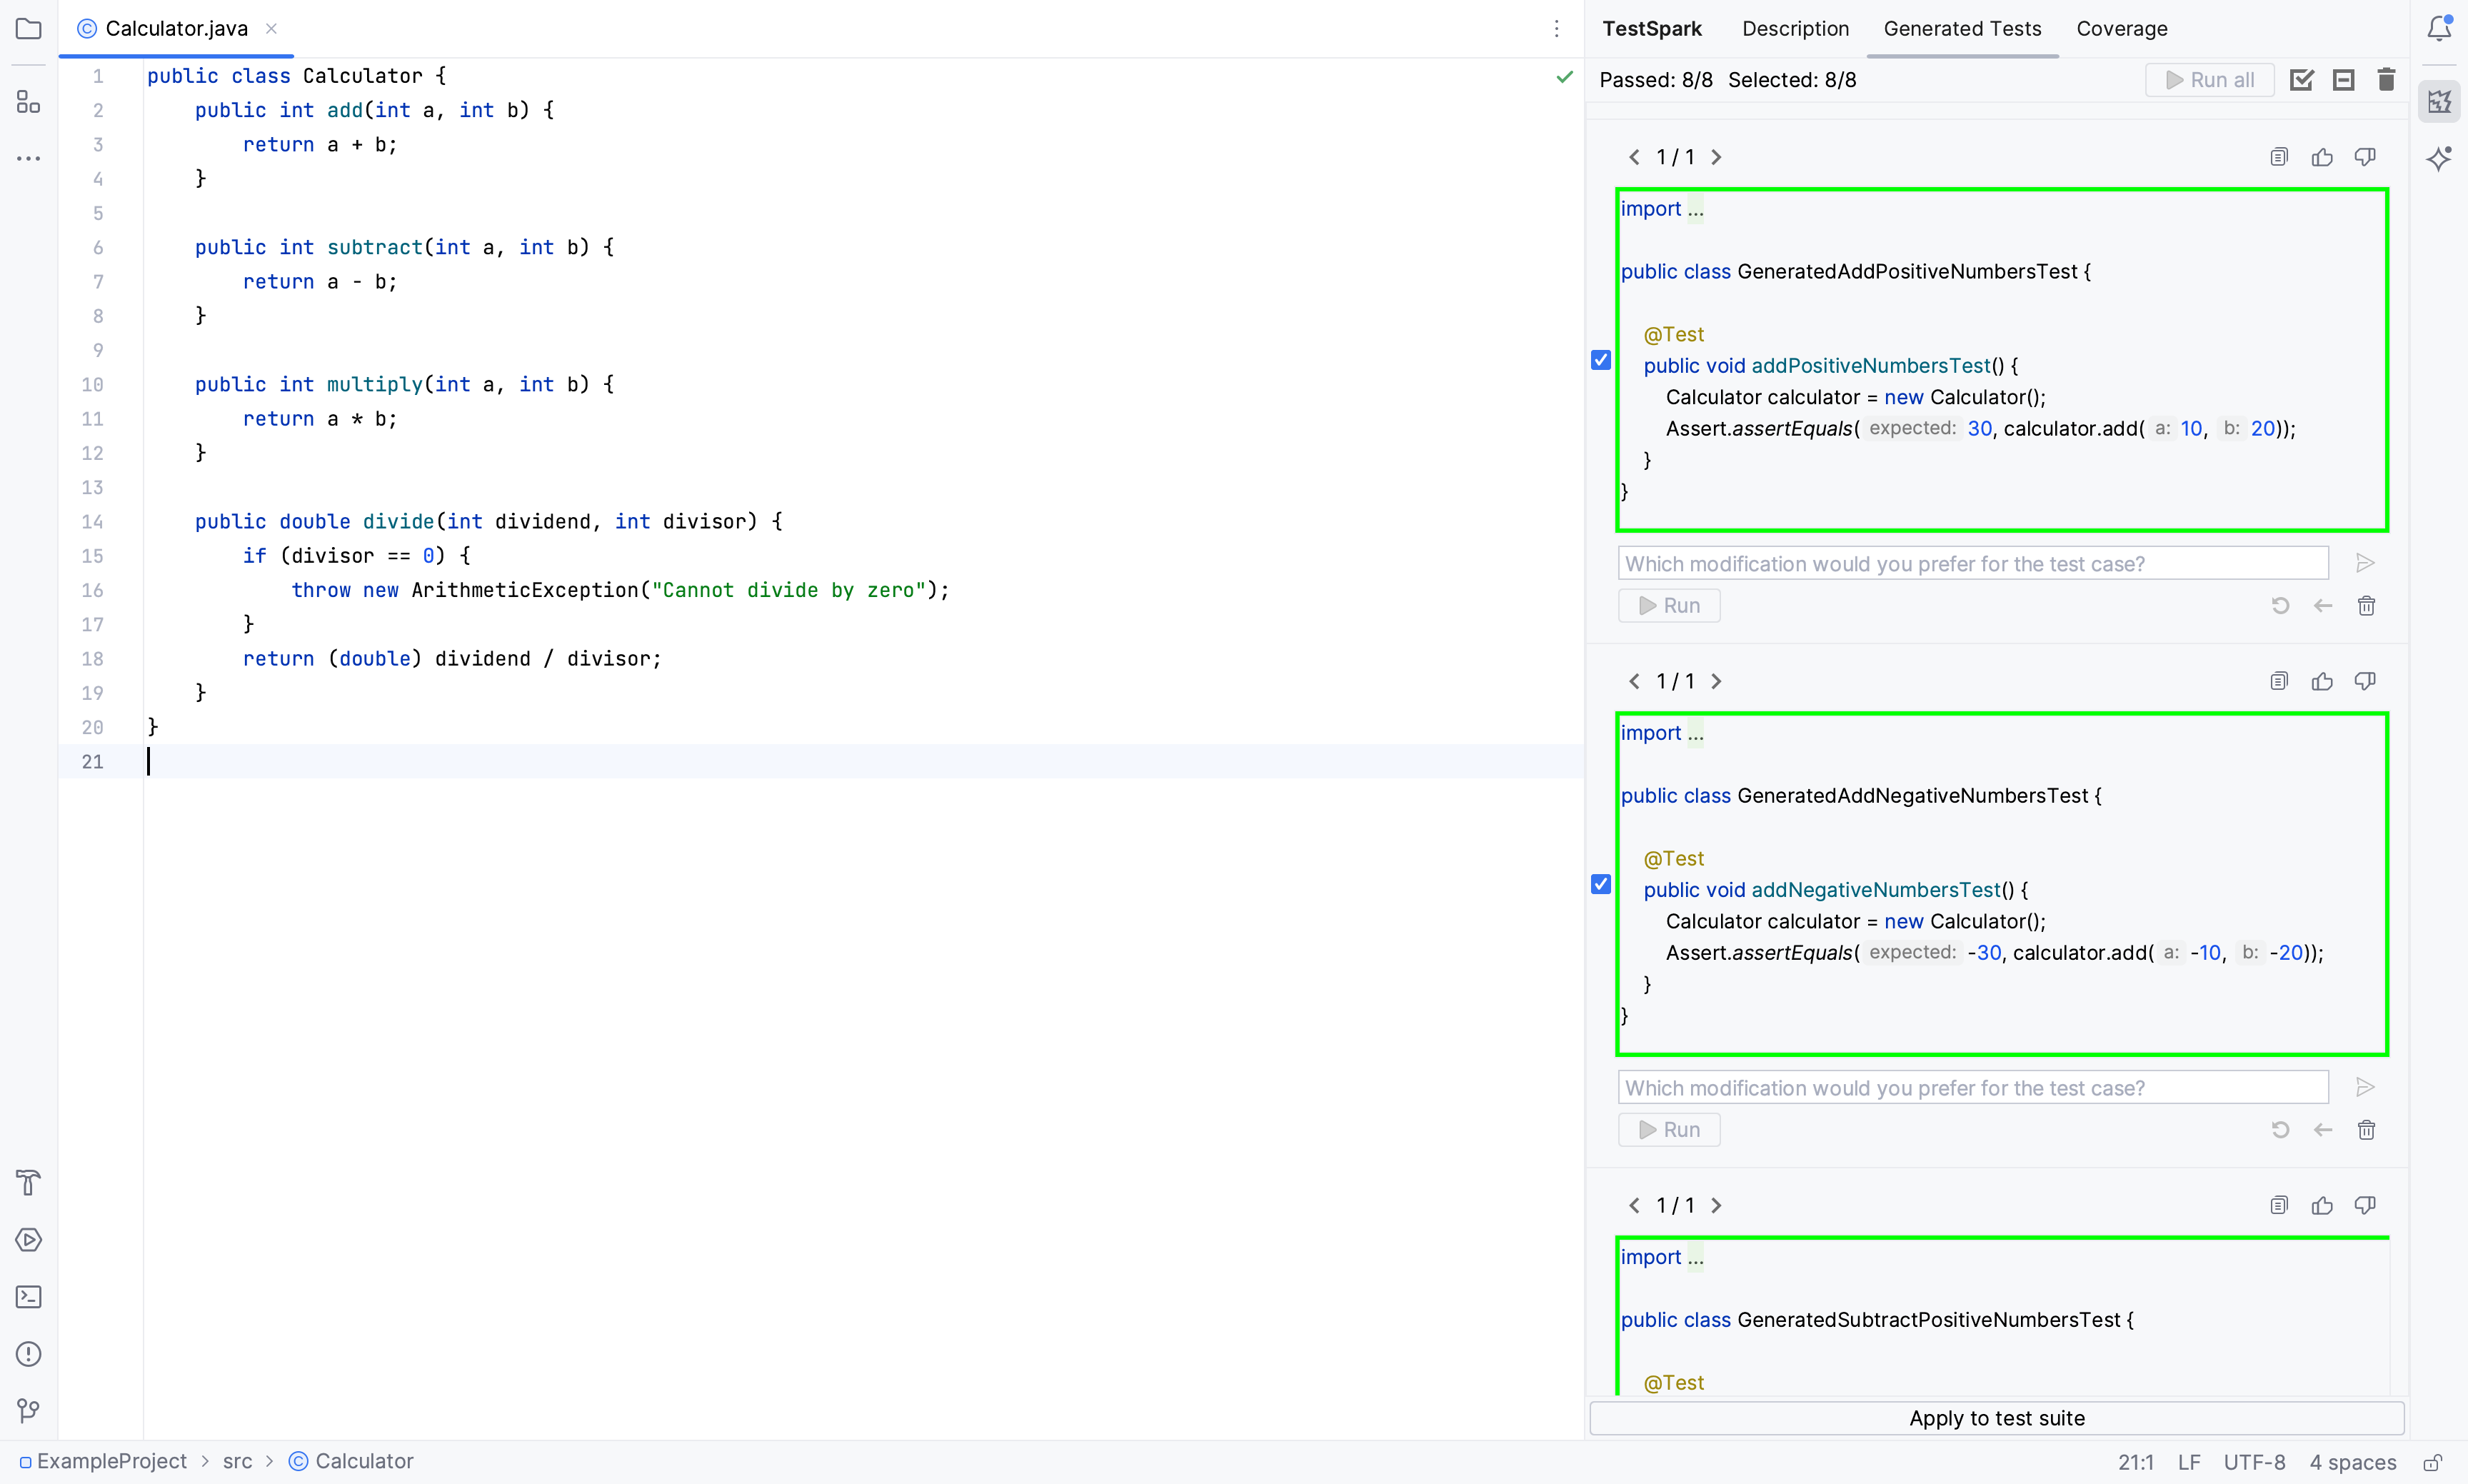 Calculator.java
1 public class Calculator {
2 public int add(int a, int b) {
3 return a + b;
4 }
5
6 public int subtract(int a, int b) {
7 return a - b;
8 }
9
10 public int multiply(int a, int b) {
11 return a * b;
12 }
13
14 public double divide(int dividend, int divisor) {
15 if (divisor == 0) {
16 throw new ArithmeticException("Cannot divide by zero");
17 }
18 return (double) dividend / divisor;
19 }
20 }
21
TestSpark Description Generated Tests Coverage
Passed: 8/8 Selected: 8/8 Run all
1 / 1
import ...
public class GeneratedAddPositiveNumbersTest {
@Test
public void addPositiveNumbersTest() {
Calculator calculator = new Calculator();
Assert.assertEquals( expected: 30, calculator.add( a: 10, b: 20));
}
}
Which modification would you prefer for the test case?
Run
1 / 1
import ...
public class GeneratedAddNegativeNumbersTest {
@Test
public void addNegativeNumbersTest() {
Calculator calculator = new Calculator();
Assert.assertEquals( expected: -30, calculator.add( a: -10, b: -20));
}
}
Which modification would you prefer for the test case?
Run
1 / 1
import ...
public class GeneratedSubtractPositiveNumbersTest {
@Test
Apply to test suite
ExampleProject > src > Calculator
21:1 LF UTF-8 4 spaces